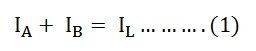 I_A + I_B = I_L … … … . (1)